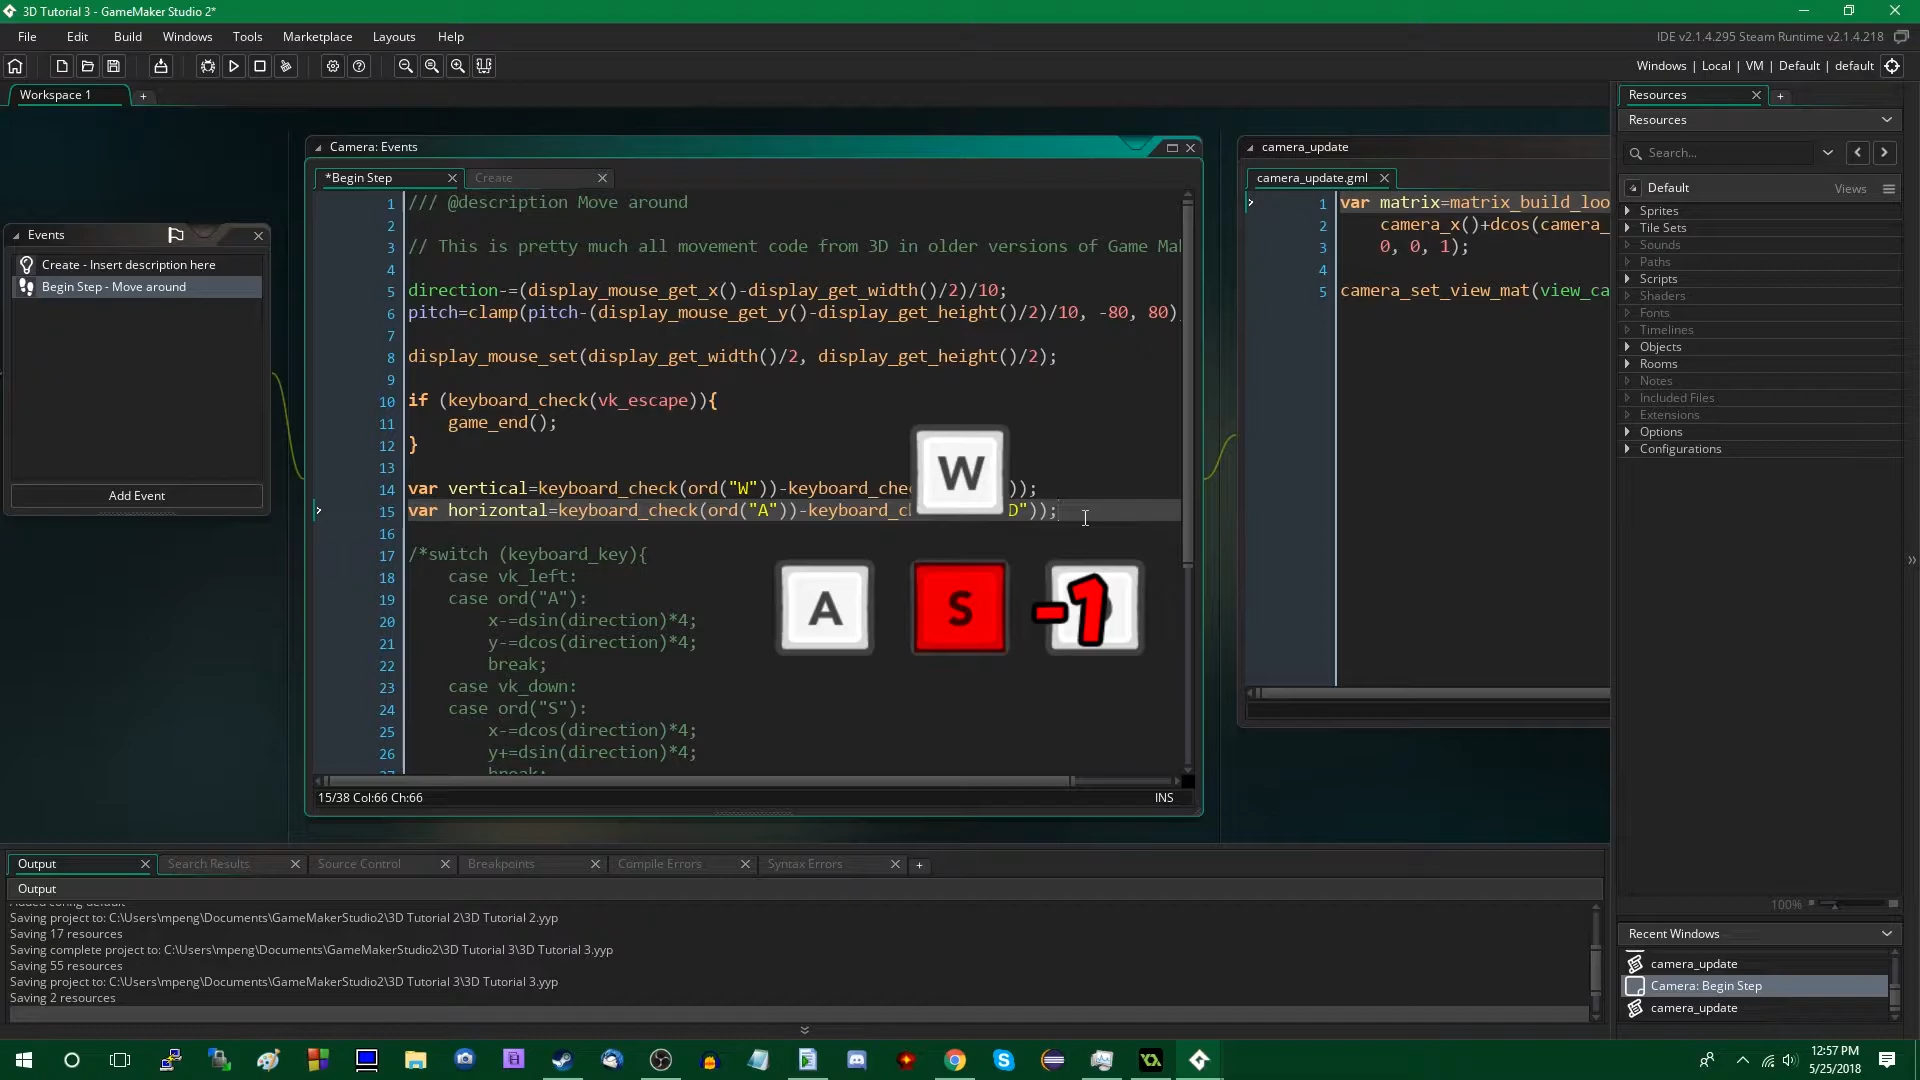 3D Tutorial 3 - GameMaker Studio 2*
File Edit Build Windows Tools Marketplace Layouts Help
IDE v2.1.4.295 Steam Runtime v2.1.4.218
Windows | Local | VM | Default | default
Workspace 1
Events
Create - Insert description here
Begin Step - Move around
Add Event
Camera: Events
*Begin Step
Create
1 /// @description Move around
2
3 // This is pretty much all movement code from 3D in older versions of Game Mak
4
5 direction-=(display_mouse_get_x()-display_get_width()/2)/10;
6 pitch=clamp(pitch-(display_mouse_get_y()-display_get_height()/2)/10, -80, 80)
7
8 display_mouse_set(display_get_width()/2, display_get_height()/2);
9
10 if (keyboard_check(vk_escape)){
11 game_end();
12 }
13
14 var vertical=keyboard_check(ord("W"))-keyboard_che ));
15 var horizontal=keyboard_check(ord("A"))-keyboard_c D"));
16
17 /*switch (keyboard_key){
18 case vk_left:
19 case ord("A"):
20 x-=dsin(direction)*4;
21 y-=dcos(direction)*4;
22 break;
23 case vk_down:
24 case ord("S"):
25 x-=dcos(direction)*4;
26 y+=dsin(direction)*4;
break;
W
A S -1
15/38 Col:66 Ch:66
INS
camera_update
camera_update.gml
1 var matrix=matrix_build_loo
2 camera_x()+dcos(camera_
3 0, 0, 1);
4
5 camera_set_view_mat(view_ca
Resources
Resources
Search...
Default
Views
Sprites
Tile Sets
Sounds
Paths
Scripts
Shaders
Fonts
Timelines
Objects
Rooms
Notes
Included Files
Extensions
Options
Configurations
100%
Recent Windows
camera_update
Camera: Begin Step
camera_update
Output
Search Results
Source Control
Breakpoints
Compile Errors
Syntax Errors
Output
Added config default
Saving project to: C:\Users\mpeng\Documents\GameMakerStudio2\3D Tutorial 2\3D Tutorial 2.yyp
Saving 17 resources
Saving complete project to: C:\Users\mpeng\Documents\GameMakerStudio2\3D Tutorial 3\3D Tutorial 3.yyp
Saving 55 resources
Saving project to: C:\Users\mpeng\Documents\GameMakerStudio2\3D Tutorial 3\3D Tutorial 3.yyp
Saving 2 resources
12:57 PM
5/25/2018